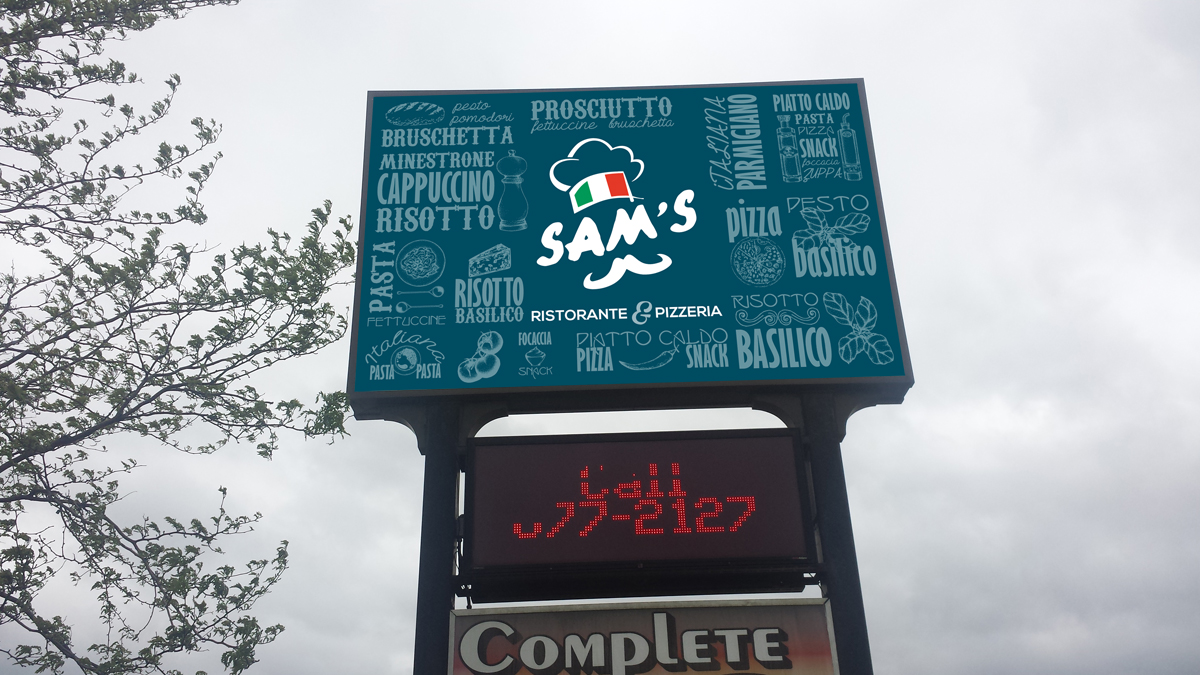 pesto
pomodori
BRUSCHETTA
MINESTRONE
CAPPUCCINO
RISOTTO
PASTA
FETTUCCINE
RISOTTO
BASILICO
Italiana
PASTA PASTA
FOCACCIA
SNACK
PROSCIUTTO
fettuccine bruschetta
SAM'S
RISTORANTE & PIZZERIA
PIATTO CALDO
PIZZA SNACK
ITALIANA
PARMIGIANO
PIATTO CALDO
PASTA
PIZZA
SNACK
focaccia
ZUPPA
pizza
PESTO
basilico
RISOTTO
BASILICO
Call
77-2127
COMPLETE